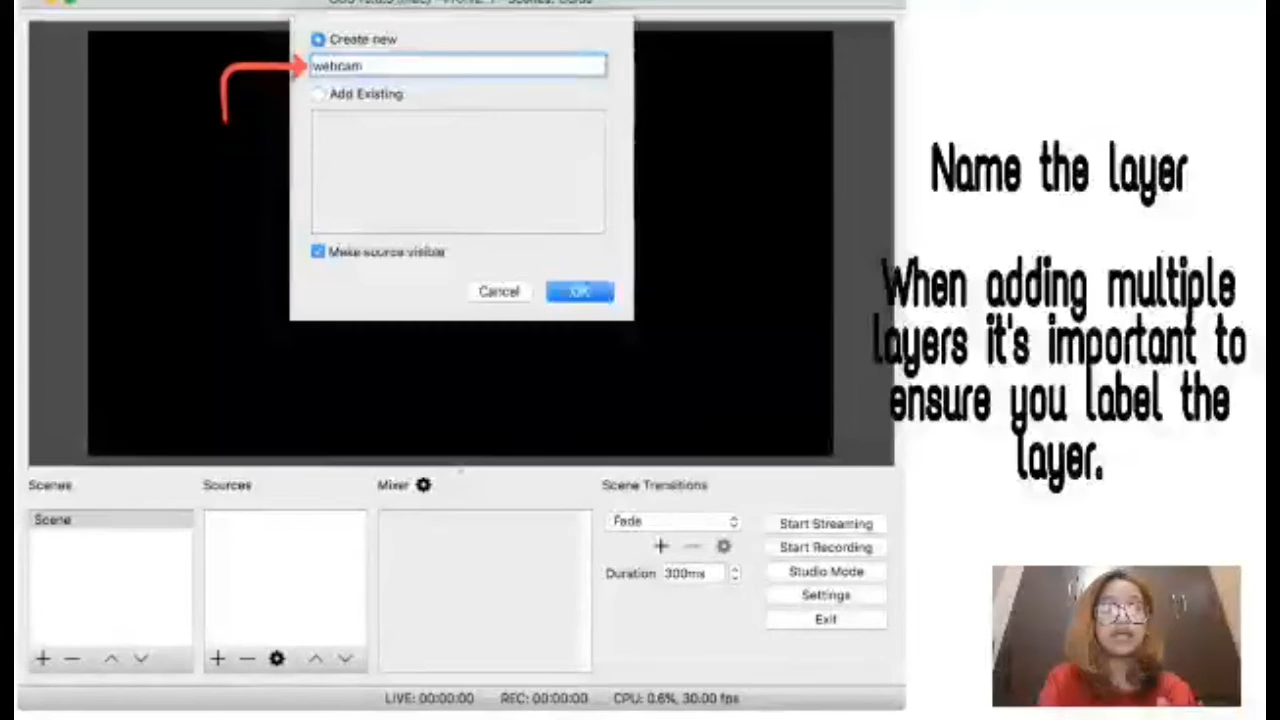 Create new
webcam
Add Existing
Make source visible
Cancel
OK
Name the layer
When adding multiple
layers it's important to
ensure you label the
layer.
Scenes
Sources
Mixer
Scene Transitions
Scene
Fade
Duration 300ms
Start Streaming
Start Recording
Studio Mode
Settings
Exit
LIVE: 00:00:00 REC: 00:00:00 CPU: 0.6%, 30.00 fps